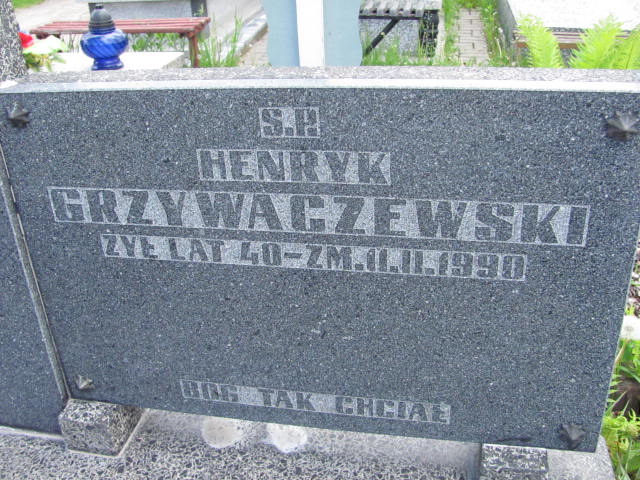 Ś.P.
HENRYK
GRZYWACZEWSKI
ŻYŁ LAT 40-ZM.11.11.1990
BÓG TAK CHCIAŁ